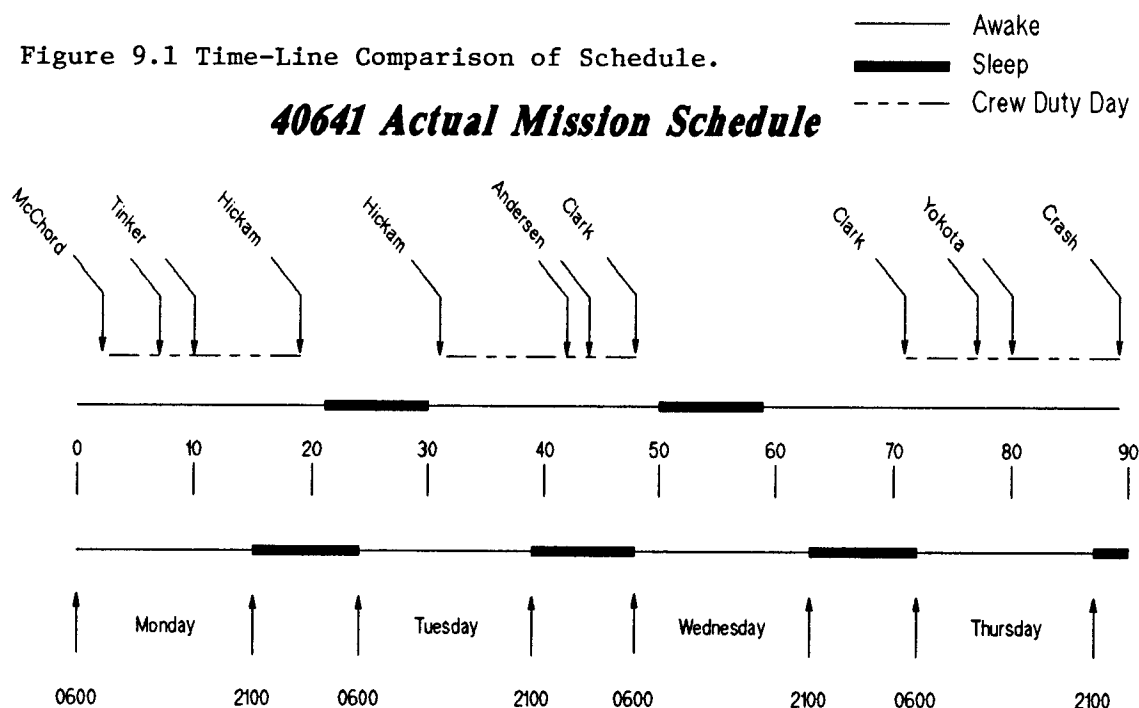 Figure 9.1 Time-Line Comparison of Schedule.
Awake
Sleep
Crew Duty Day
40641 Actual Mission Schedule
McChord Tinker Hickam Hickam Andersen Clark Clark Yokota Crash
0 10 20 30 40 50 60 70 80 90
Monday Tuesday Wednesday Thursday
0600 2100 0600 2100 0600 2100 0600 2100